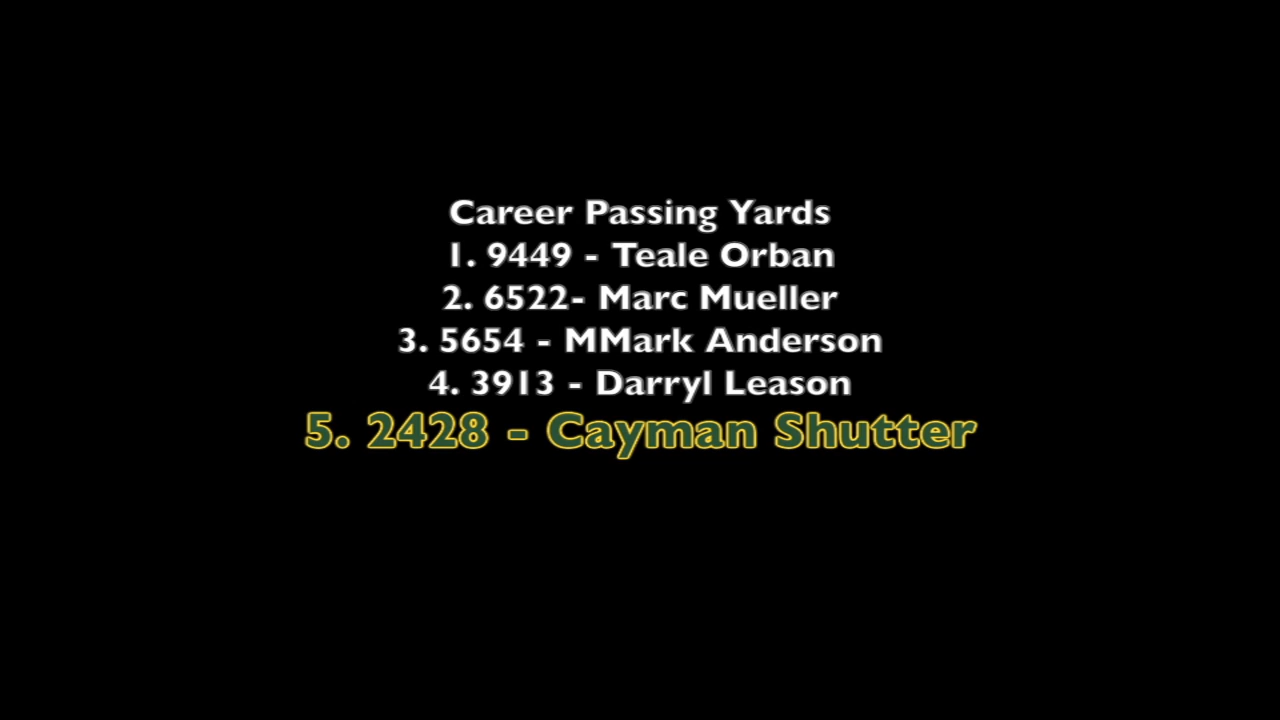 Career Passing Yards
1. 9449 - Teale Orban
2. 6522- Marc Mueller
3. 5654 - MMark Anderson
4. 3913 - Darryl Leason
5. 2428 - Cayman Shutter